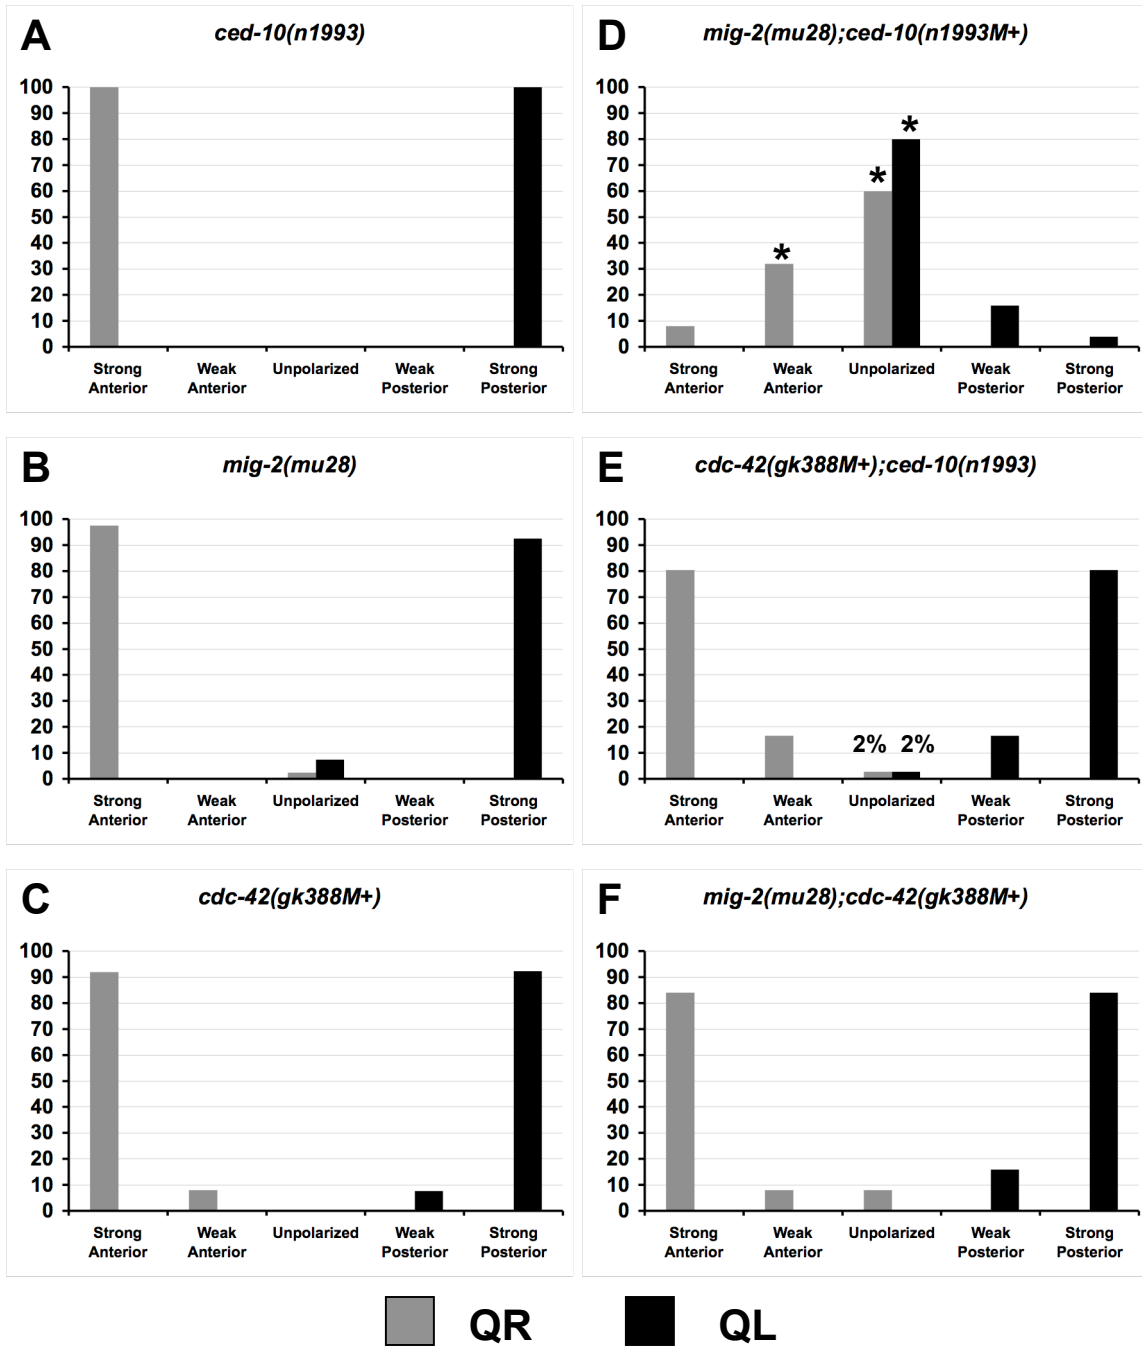 A
ced-10(n1993)
100
90
80
70
60
50
40
30
20
10
0
Strong Anterior
Weak Anterior
Unpolarized
Weak Posterior
Strong Posterior
D
mig-2(mu28);ced-10(n1993M+)
100
90
80
70
60
50
40
30
20
10
0
*
*
*
Strong Anterior
Weak Anterior
Unpolarized
Weak Posterior
Strong Posterior
B
mig-2(mu28)
100
90
80
70
60
50
40
30
20
10
0
Strong Anterior
Weak Anterior
Unpolarized
Weak Posterior
Strong Posterior
E
cdc-42(gk388M+);ced-10(n1993)
100
90
80
70
60
50
40
30
20
10
0
2% 2%
Strong Anterior
Weak Anterior
Unpolarized
Weak Posterior
Strong Posterior
C
cdc-42(gk388M+)
100
90
80
70
60
50
40
30
20
10
0
Strong Anterior
Weak Anterior
Unpolarized
Weak Posterior
Strong Posterior
F
mig-2(mu28);cdc-42(gk388M+)
100
90
80
70
60
50
40
30
20
10
0
Strong Anterior
Weak Anterior
Unpolarized
Weak Posterior
Strong Posterior
QR
QL